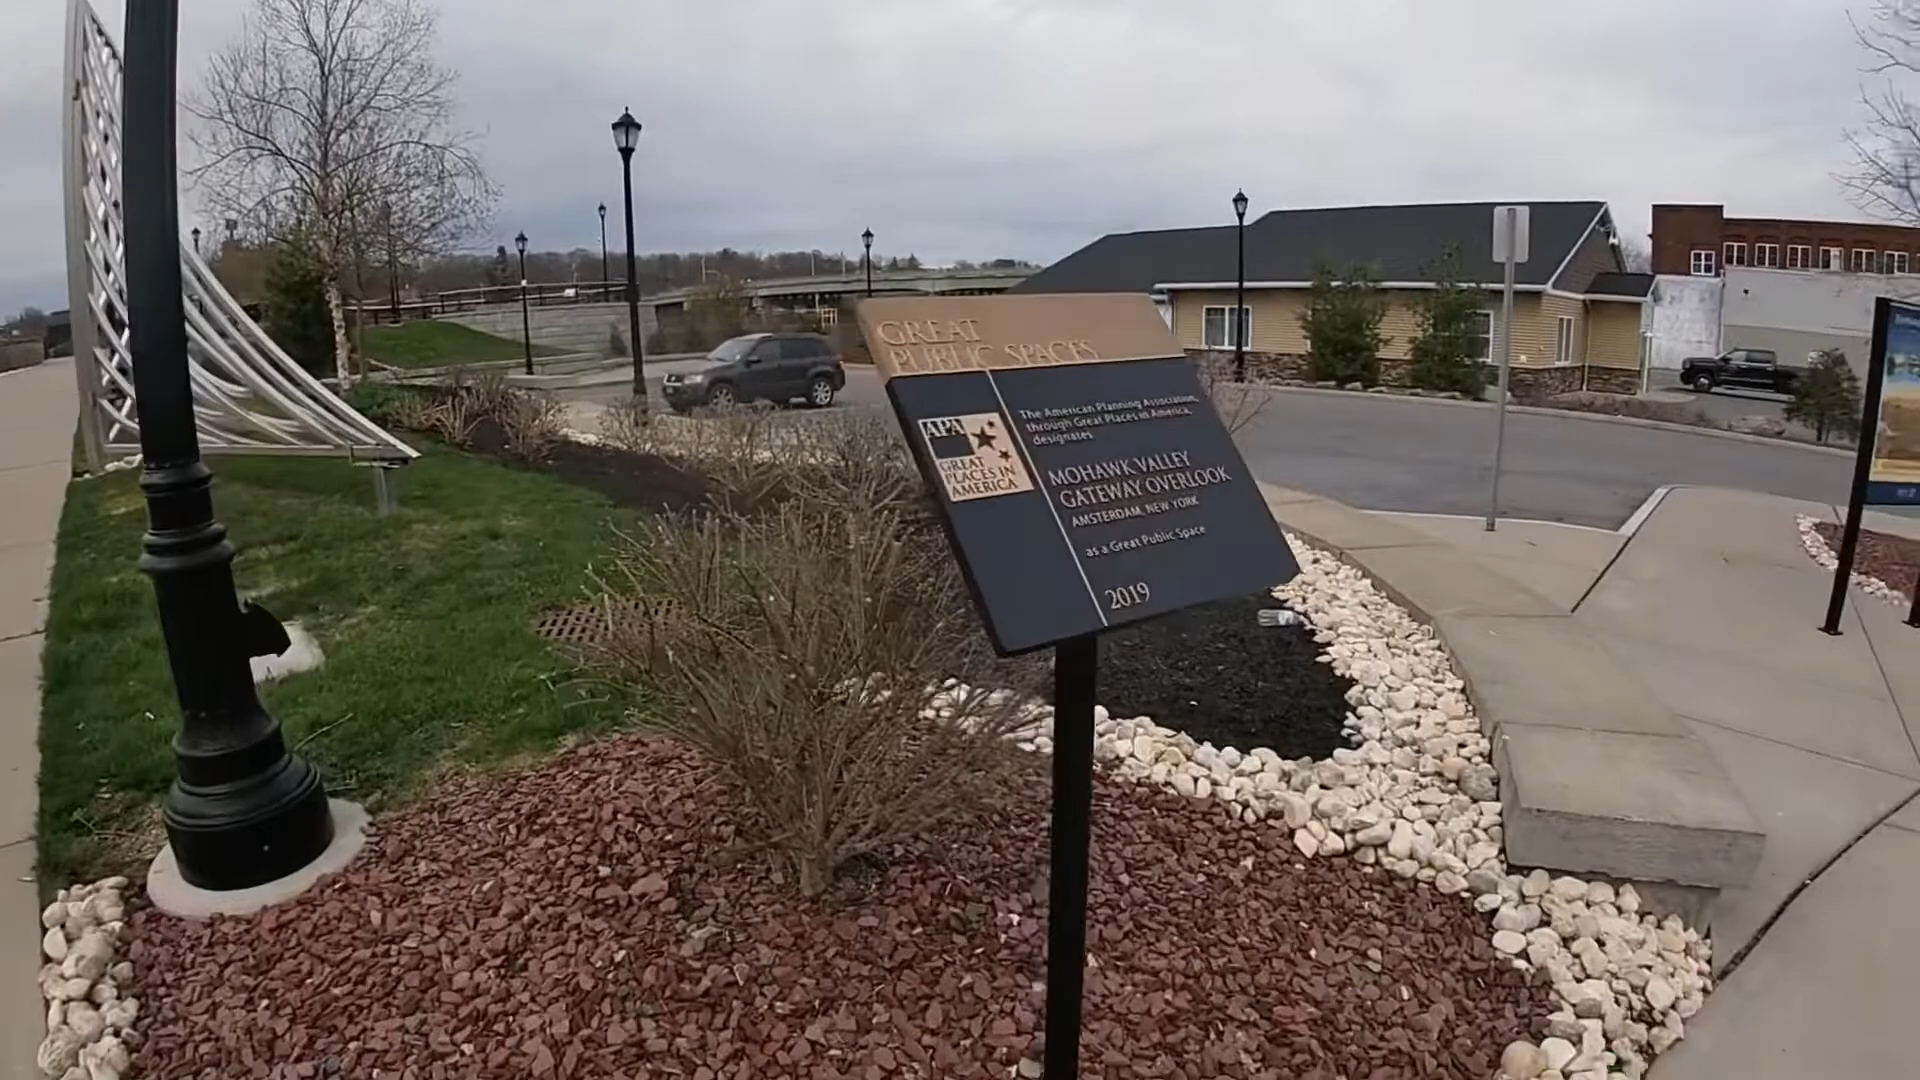 GREAT
PUBLIC SPACES
APA
GREAT
PLACES IN
AMERICA
The American Planning Association,
through Great Places in America,
designates
MOHAWK VALLEY
GATEWAY OVERLOOK
AMSTERDAM, NEW YORK
as a Great Public Space
2019